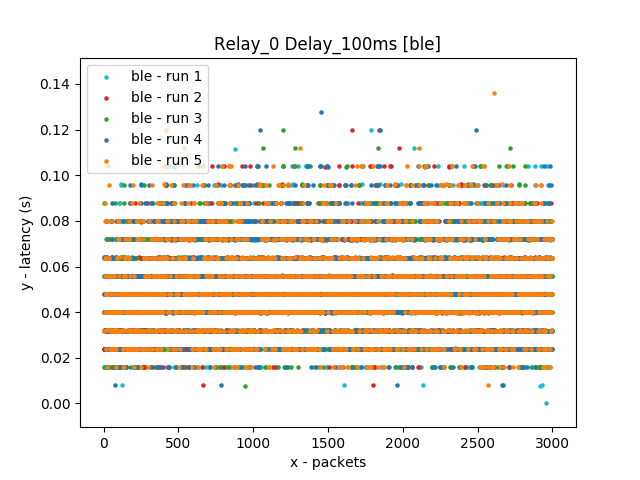 Relay_0 Delay_100ms [ble]
ble - run 1
ble - run 2
ble - run 3
ble - run 4
ble - run 5
y - latency (s)
0.14
0.12
0.10
0.08
0.06
0.04
0.02
0.00
0 500 1000 1500 2000 2500 3000
x - packets